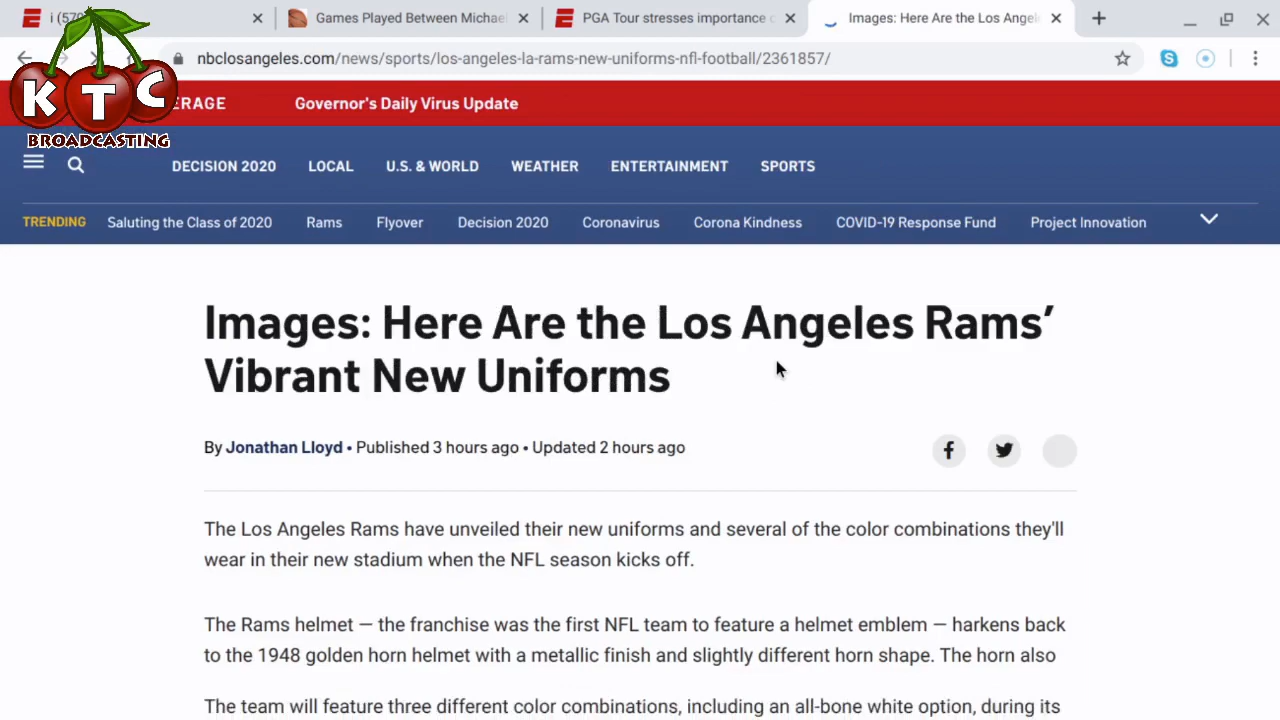 i (570
Games Played Between Michael
PGA Tour stresses importance o
Images: Here Are the Los Angel
nbclosangeles.com/news/sports/los-angeles-la-rams-new-uniforms-nfl-football/2361857/
KTC
BROADCASTING
ERAGE
Governor's Daily Virus Update
DECISION 2020 LOCAL U.S. & WORLD WEATHER ENTERTAINMENT SPORTS
TRENDING Saluting the Class of 2020 Rams Flyover Decision 2020 Coronavirus Corona Kindness COVID-19 Response Fund Project Innovation
Images: Here Are the Los Angeles Rams’
Vibrant New Uniforms
By Jonathan Lloyd • Published 3 hours ago • Updated 2 hours ago
The Los Angeles Rams have unveiled their new uniforms and several of the color combinations they'll
wear in their new stadium when the NFL season kicks off.
The Rams helmet — the franchise was the first NFL team to feature a helmet emblem — harkens back
to the 1948 golden horn helmet with a metallic finish and slightly different horn shape. The horn also
The team will feature three different color combinations, including an all-bone white option, during its